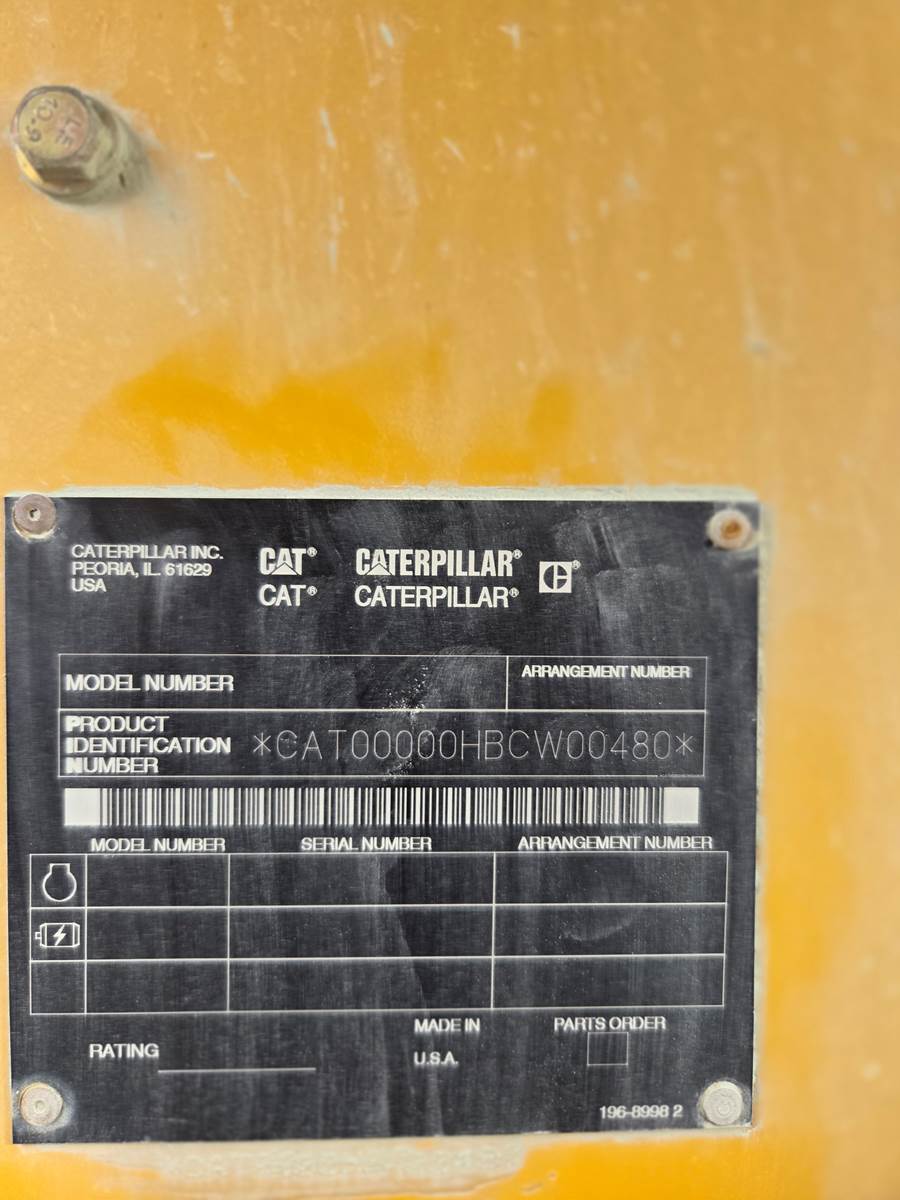 CATERPILLAR INC.
PEORIA, IL. 61629
USA
CAT® CATERPILLAR®
CAT® CATERPILLAR®
MODEL NUMBER
ARRANGEMENT NUMBER
PRODUCT
IDENTIFICATION
NUMBER
*CAT00000HBCW00480*
MODEL NUMBER SERIAL NUMBER ARRANGEMENT NUMBER
RATING
MADE IN
U.S.A.
PARTS ORDER
196-8998 2